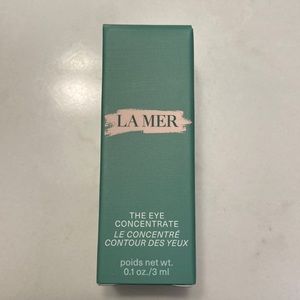 LA MER
THE EYE
CONCENTRATE
LE CONCENTRÉ
CONTOUR DES YEUX
poids net wt.
0.1 oz./3 ml